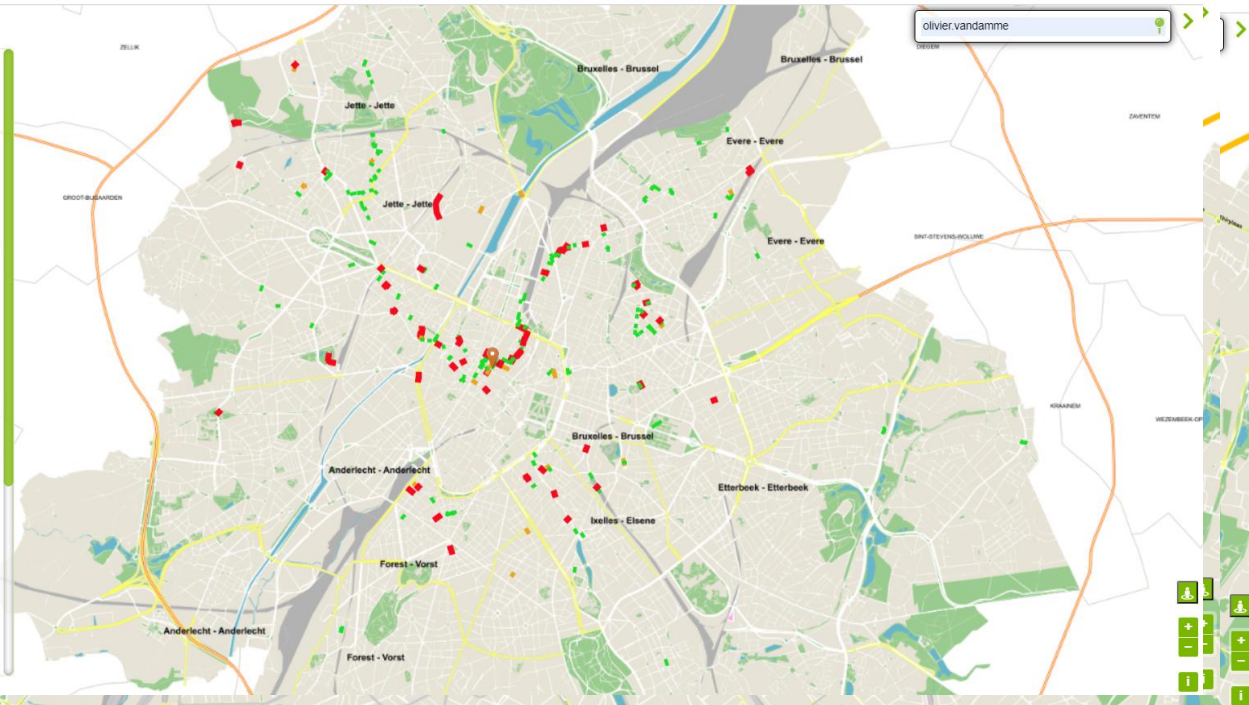 olivier.vandamme
ZELLIK
DIEGEM
Bruxelles - Brussel
Bruxelles - Brussel
Jette - Jette
ZAVENTEM
Evere - Evere
GROOT-BIJGAARDEN
Jette - Jette
SINT-STEVENS-WOLUWE
Evere - Evere
KRAAINEM
WEZEMBEEK-OP
Bruxelles - Brussel
Anderlecht - Anderlecht
Etterbeek - Etterbeek
Ixelles - Elsene
Forest - Vorst
Anderlecht - Anderlecht
Forest - Vorst
+
+
−
−
i
i